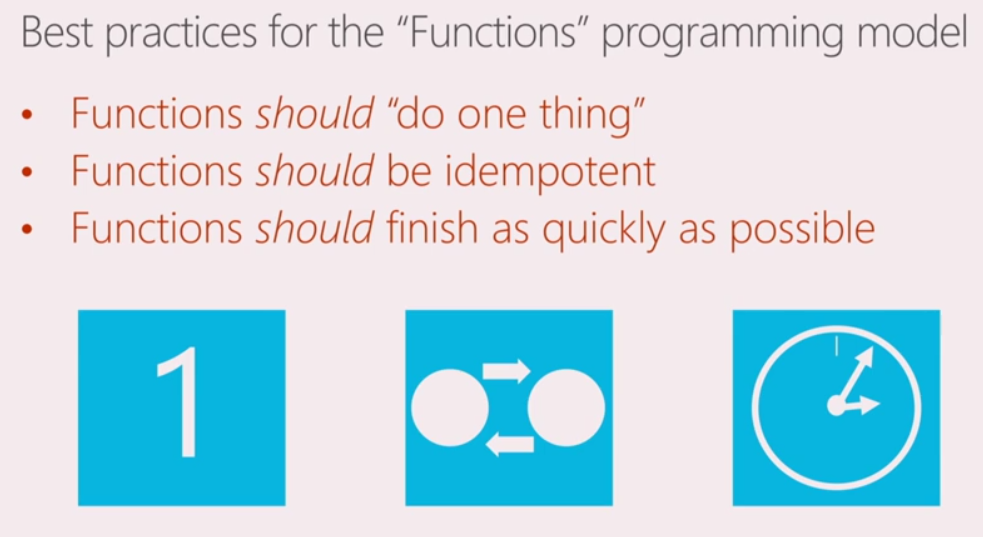 Best practices for the “Functions” programming model
• Functions should “do one thing”
• Functions should be idempotent
• Functions should finish as quickly as possible
1